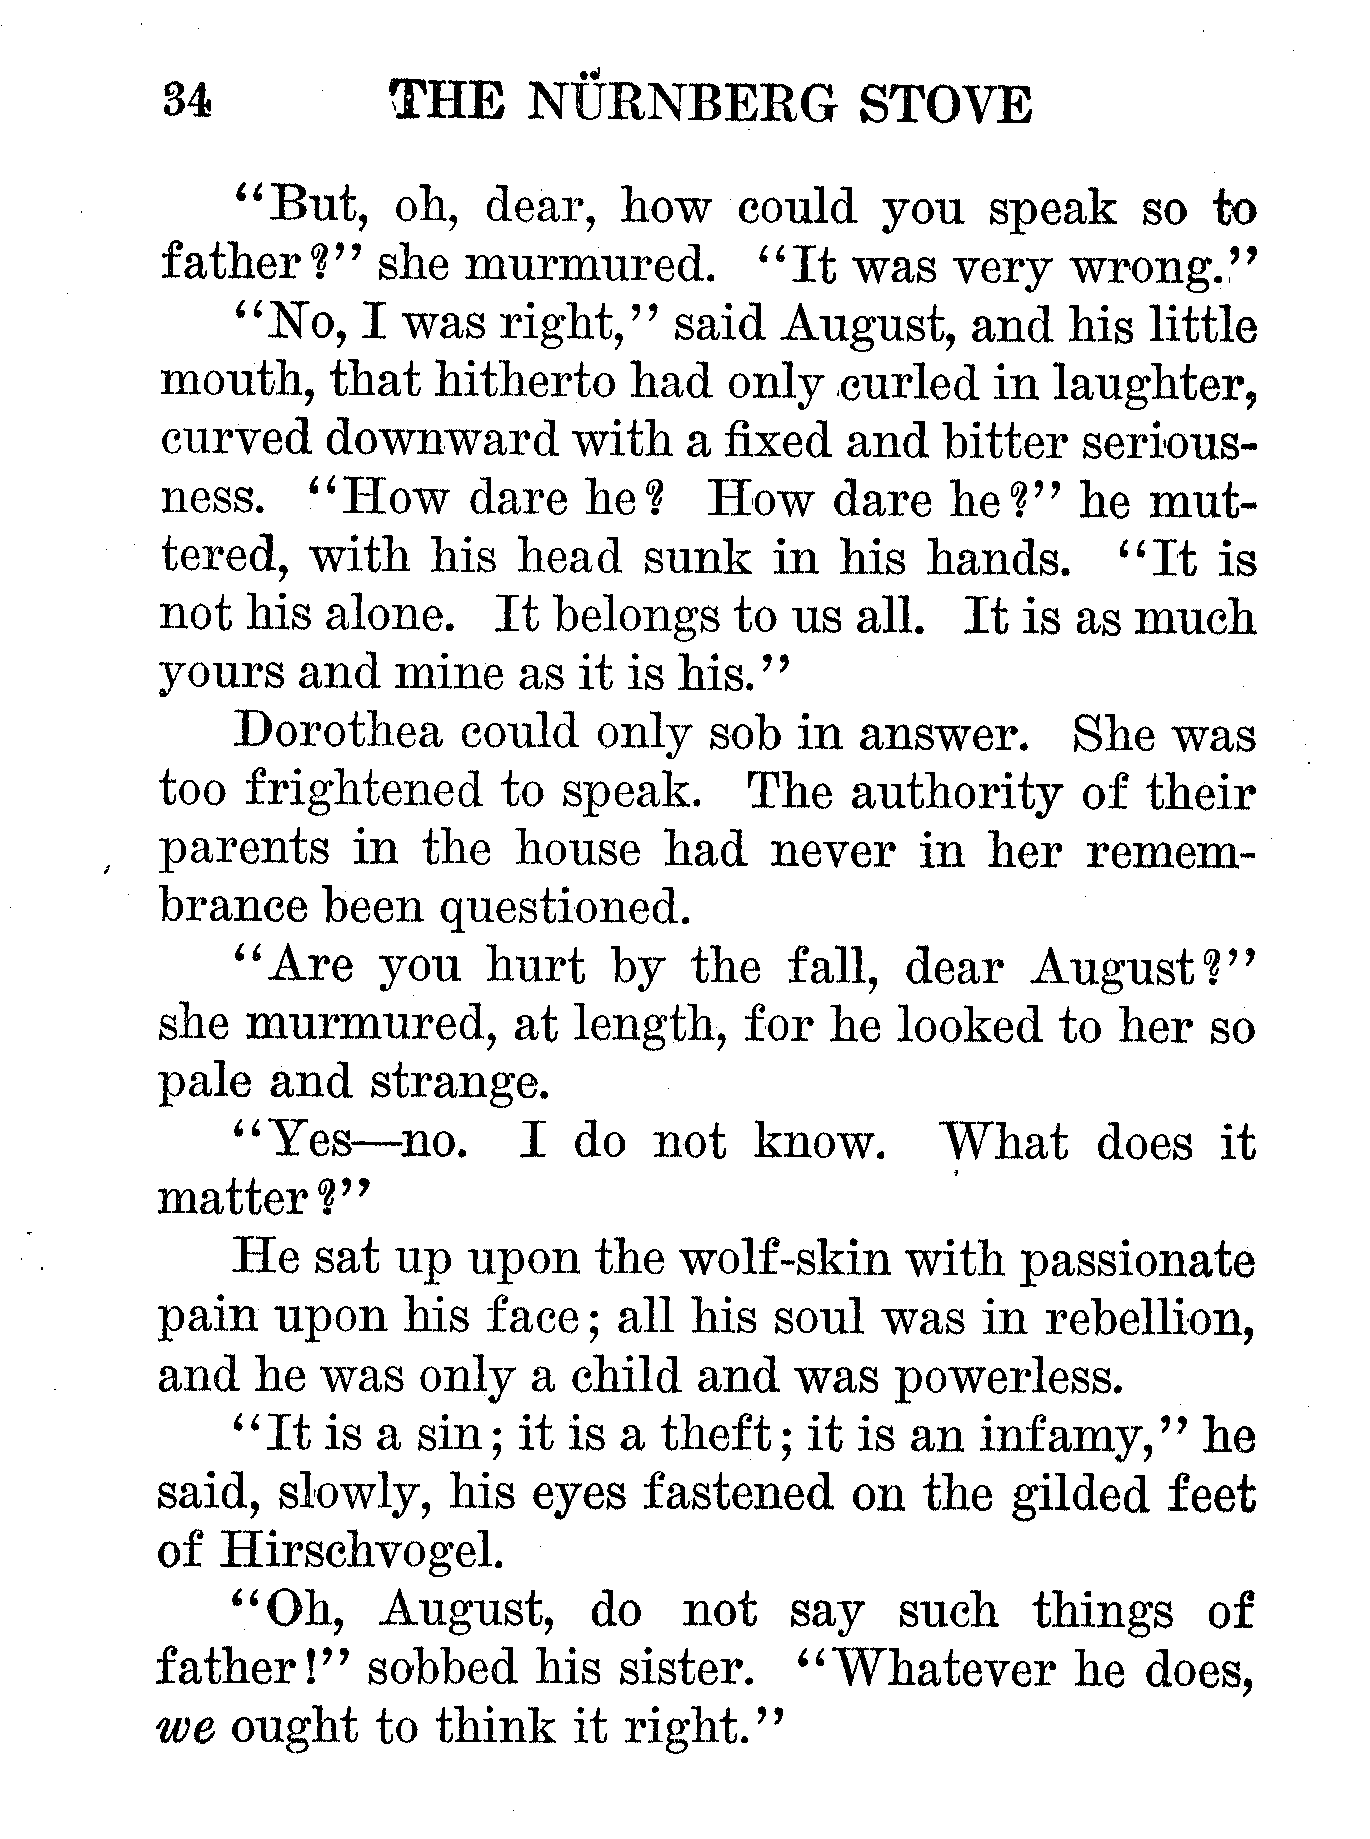 34 THE NÜRNBERG STOVE
“But, oh, dear, how could you speak so to
father?” she murmured. “It was very wrong.”
“No, I was right,” said August, and his little
mouth, that hitherto had only curled in laughter,
curved downward with a fixed and bitter serious-
ness. “How dare he? How dare he?” he mut-
tered, with his head sunk in his hands. “It is
not his alone. It belongs to us all. It is as much
yours and mine as it is his.”
Dorothea could only sob in answer. She was
too frightened to speak. The authority of their
parents in the house had never in her remem-
brance been questioned.
“Are you hurt by the fall, dear August?”
she murmured, at length, for he looked to her so
pale and strange.
“Yes—no. I do not know. What does it
matter?”
He sat up upon the wolf-skin with passionate
pain upon his face; all his soul was in rebellion,
and he was only a child and was powerless.
“It is a sin; it is a theft; it is an infamy,” he
said, slowly, his eyes fastened on the gilded feet
of Hirschvogel.
“Oh, August, do not say such things of
father!” sobbed his sister. “Whatever he does,
we ought to think it right.”